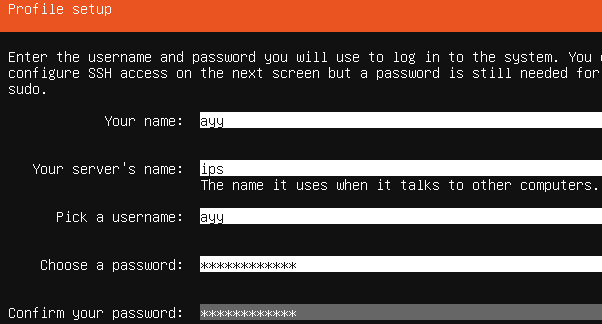 Profile setup
Enter the username and password you will use to log in to the system. You
configure SSH access on the next screen but a password is still needed for
sudo.
Your name: ayy
Your server's name: ips
The name it uses when it talks to other computers.
Pick a username: ayy
Choose a password: ************
Confirm your password: ************